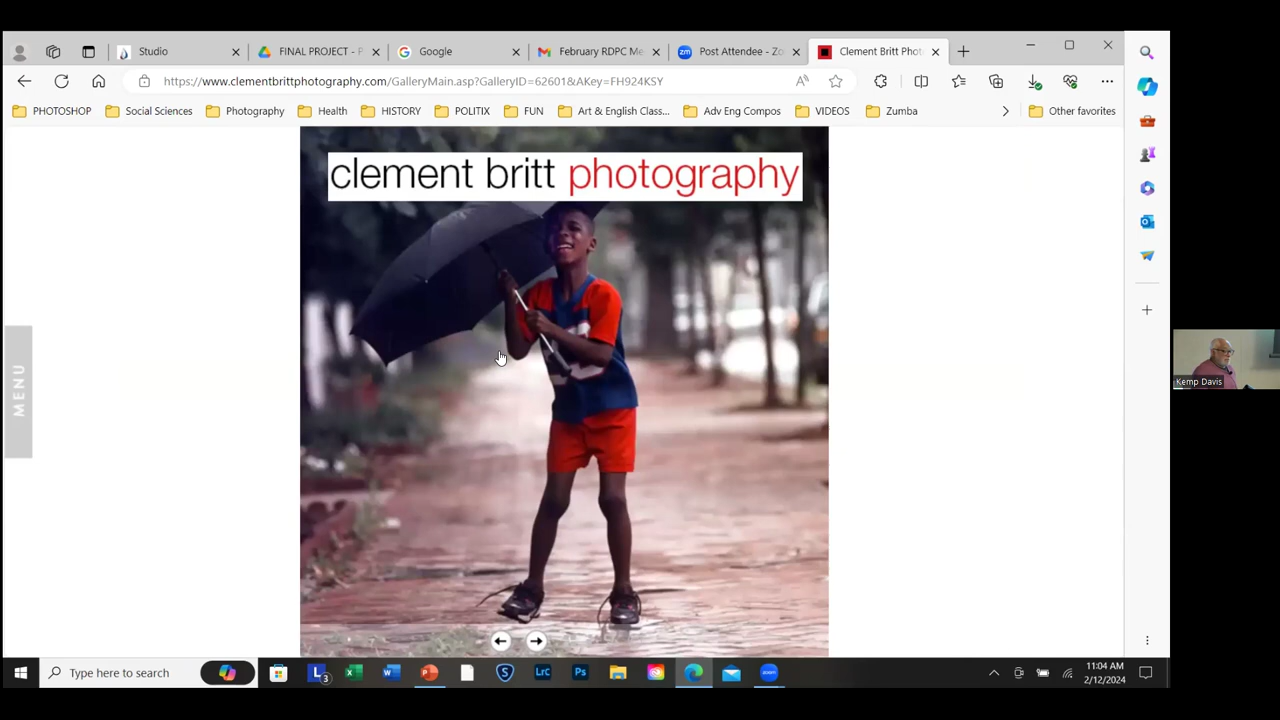 Studio
FINAL PROJECT - P
Google
February RDPC Me
Post Attendee - Zo
Clement Britt Phot
https://www.clementbrittphotography.com/GalleryMain.asp?GalleryID=62601&AKey=FH924KSY
PHOTOSHOP
Social Sciences
Photography
Health
HISTORY
POLITIX
FUN
Art & English Class...
Adv Eng Compos
VIDEOS
Zumba
Other favorites
clement britt photography
MENU
Kemp Davis
Type here to search
L 3
LrC
Ps
11:04 AM
2/12/2024